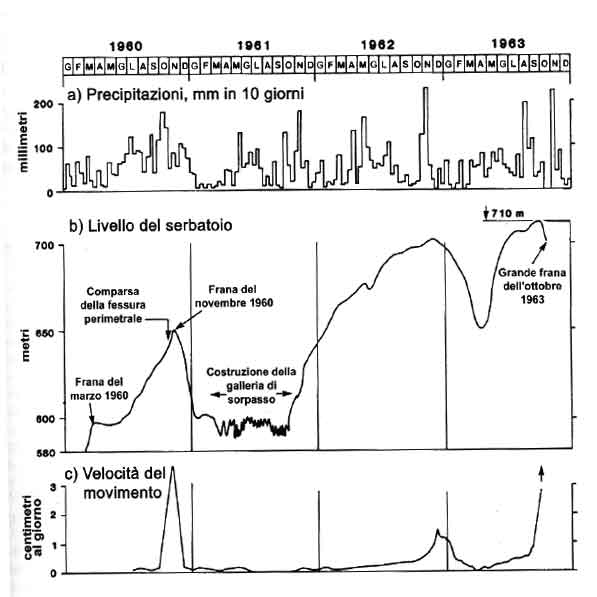 1960 1961 1962 1963
G F M A M G L A S O N D G F M A M G L A S O N D G F M A M G L A S O N D G F M A M G L A S O N D
a) Precipitazioni, mm in 10 giorni
200
100
0
millimetri
b) Livello del serbatoio
710 m
700
650
600
580
metri
Grande frana
dell'ottobre
1963
Comparsa
della fessura
perimetrale
Frana del
novembre 1960
Frana del
marzo 1960
Costruzione della
galleria di
sorpasso
c) Velocità del
movimento
3
2
1
0
centimetri
al giorno